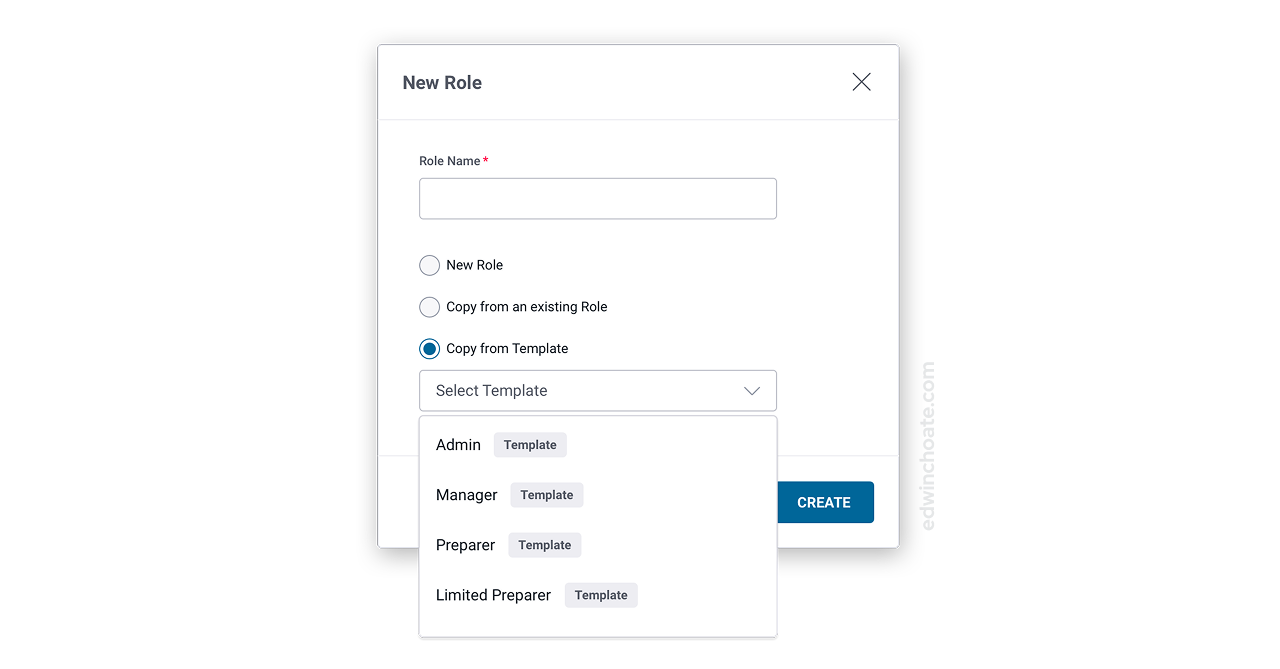 New Role
Role Name *
New Role
Copy from an existing Role
Copy from Template
Select Template
Admin Template
Manager Template
Preparer Template
Limited Preparer Template
CREATE
edwinchoate.com